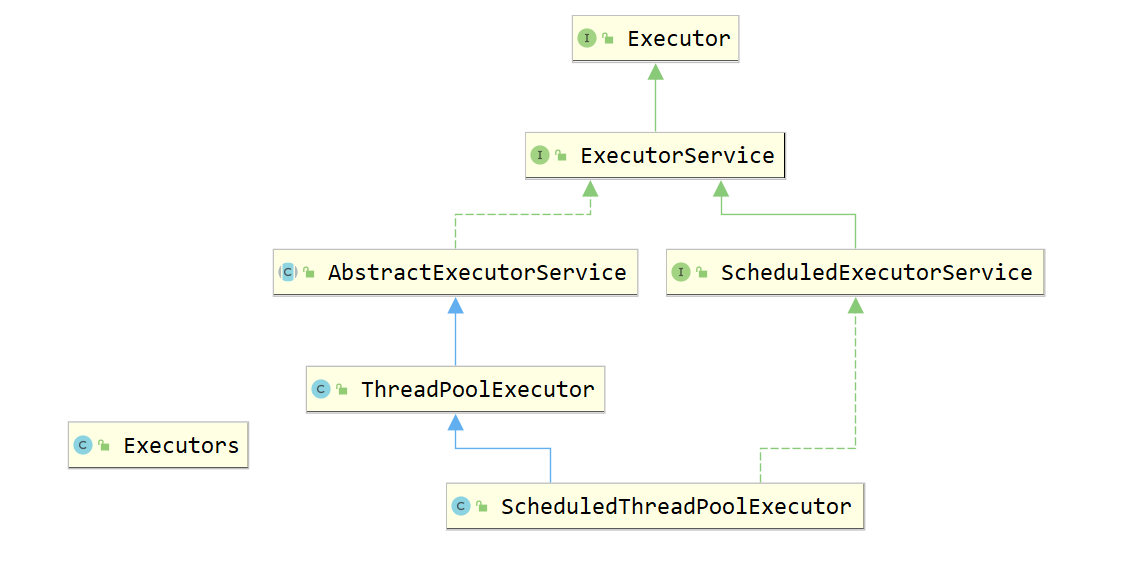 I Executor
I ExecutorService
C AbstractExecutorService
I ScheduledExecutorService
C ThreadPoolExecutor
C Executors
C ScheduledThreadPoolExecutor